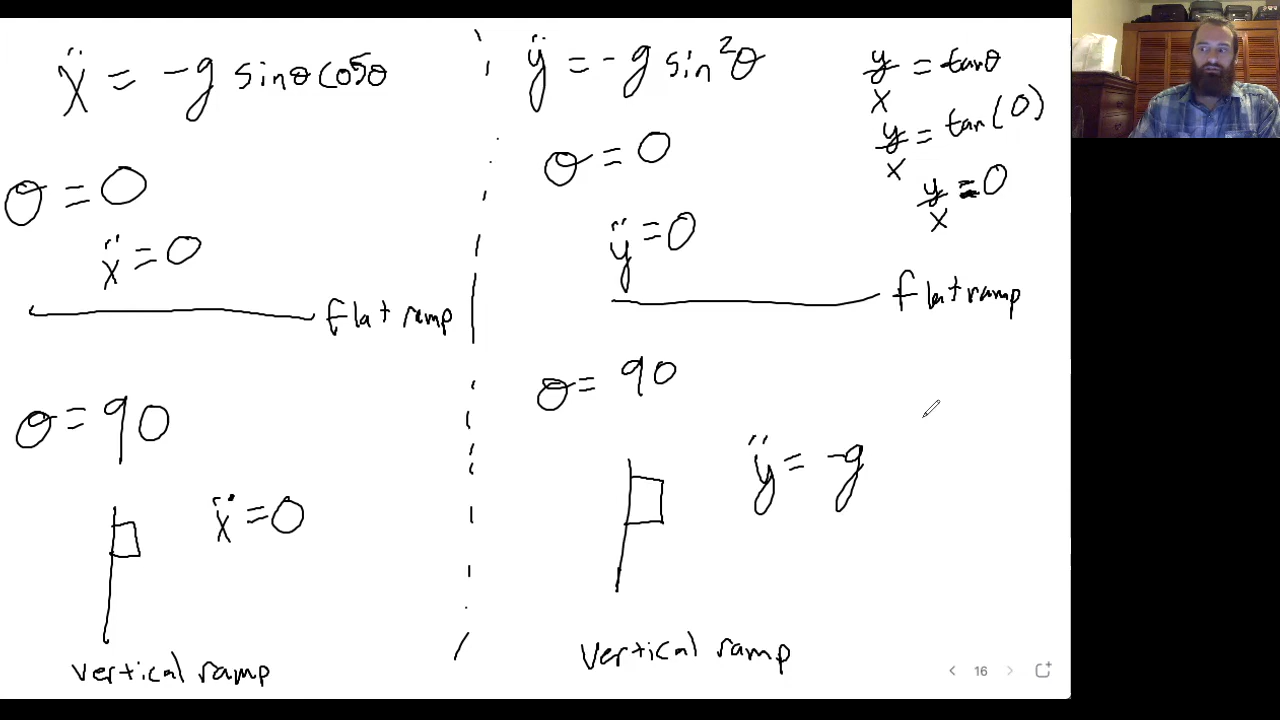 ẍ = -g sinθ cosθ
θ = 0
ẍ = 0
flat ramp
θ = 90
ẍ = 0
vertical ramp
ÿ = -g sin²θ
θ = 0
ÿ = 0
flat ramp
θ = 90
ÿ = -g
vertical ramp
y/x = tanθ
y/x = tan(0)
y/x = 0
16